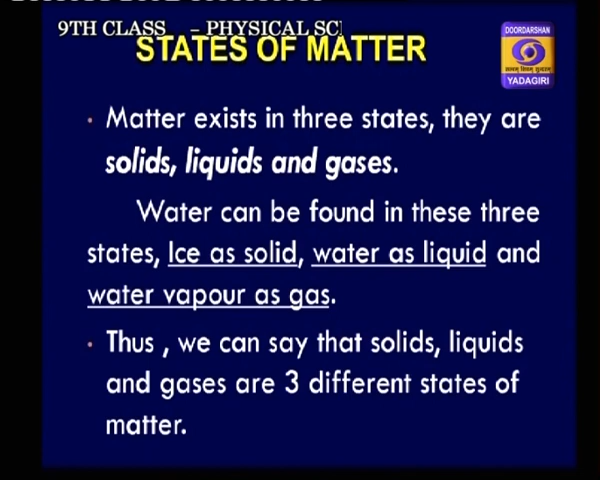 9TH CLASS – PHYSICAL SC
STATES OF MATTER
DOORDARSHAN
YADAGIRI
• Matter exists in three states, they are
solids, liquids and gases.
Water can be found in these three
states, Ice as solid, water as liquid and
water vapour as gas.
• Thus , we can say that solids, liquids
and gases are 3 different states of
matter.